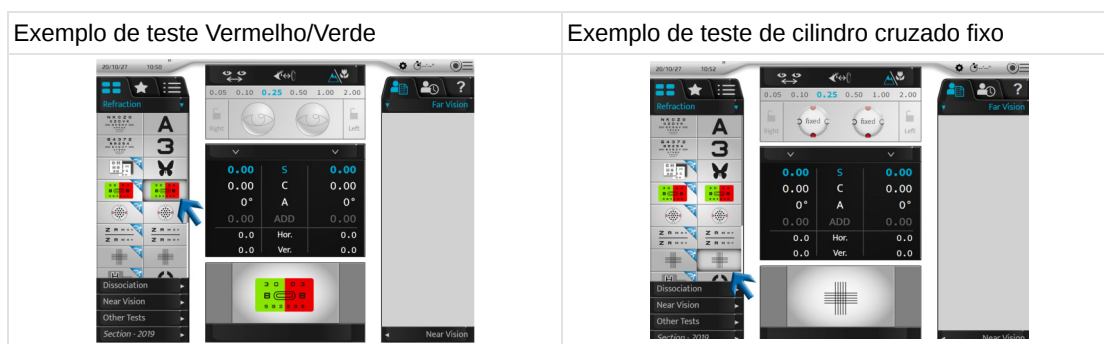 Exemplo de teste Vermelho/Verde
20/10/27 10:50
0.05 0.10 0.25 0.50 1.00 2.00
Refraction
Far Vision
Right
Left
N K O Z S
A
3
0.00 S 0.00
0.00 C 0.00
0° A 0°
0.00 ADD 0.00
0.0 Hor. 0.0
0.0 Ver. 0.0
Dissociation
Near Vision
Other Tests
Section - 2019
Near Vision
Exemplo de teste de cilindro cruzado fixo
20/10/27 10:52
0.05 0.10 0.25 0.50 1.00 2.00
Refraction
Far Vision
Right
fixed
fixed
Left
A
3
0.00 S 0.00
0.00 C 0.00
0° A 0°
0.00 ADD 0.00
0.0 Hor. 0.0
0.0 Ver. 0.0
Dissociation
Near Vision
Other Tests
Section - 2019
Near Vision